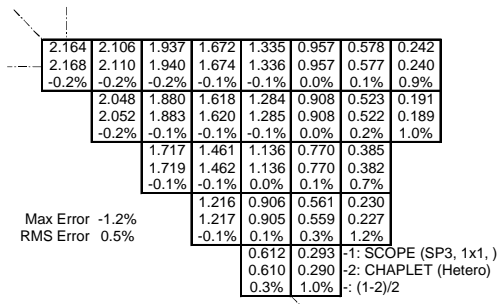 2.164 2.106 1.937 1.672 1.335 0.957 0.578 0.242
2.168 2.110 1.940 1.674 1.336 0.957 0.577 0.240
-0.2% -0.2% -0.2% -0.1% -0.1% 0.0% 0.1% 0.9%
2.048 1.880 1.618 1.284 0.908 0.523 0.191
2.052 1.883 1.620 1.285 0.908 0.522 0.189
-0.2% -0.1% -0.1% -0.1% 0.0% 0.2% 1.0%
1.717 1.461 1.136 0.770 0.385
1.719 1.462 1.136 0.770 0.382
-0.1% -0.1% 0.0% 0.1% 0.7%
1.216 0.906 0.561 0.230
Max Error -1.2% 1.217 0.905 0.559 0.227
RMS Error 0.5% -0.1% 0.1% 0.3% 1.2%
0.612 0.293 -1: SCOPE (SP3, 1x1, )
0.610 0.290 -2: CHAPLET (Hetero)
0.3% 1.0% -: (1-2)/2